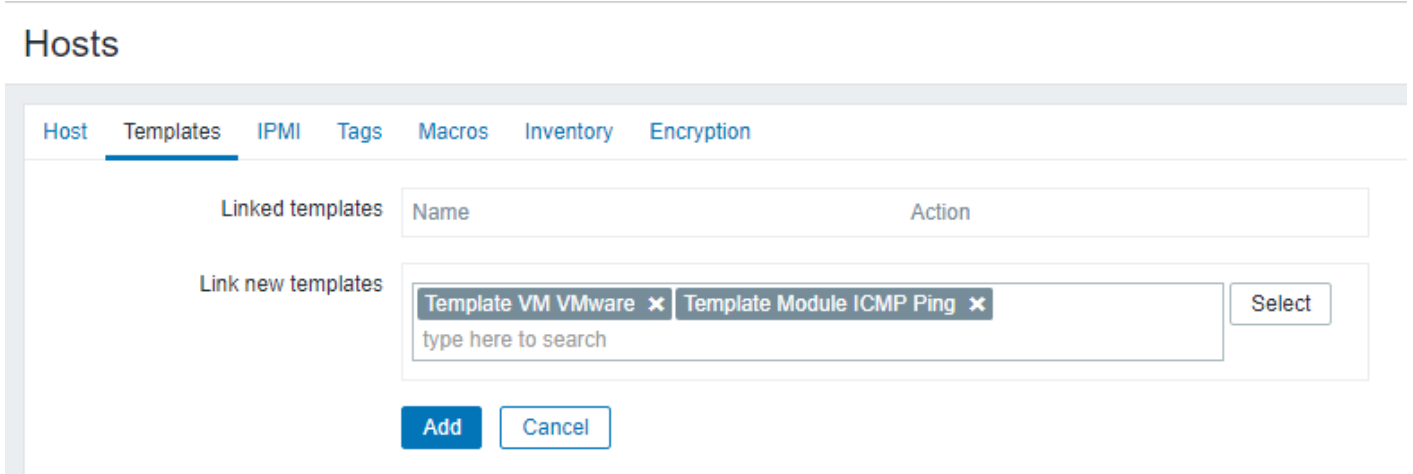 Hosts
Host Templates IPMI Tags Macros Inventory Encryption
Linked templates Name Action
Link new templates
Template VM VMware × Template Module ICMP Ping × Select
type here to search
Add Cancel